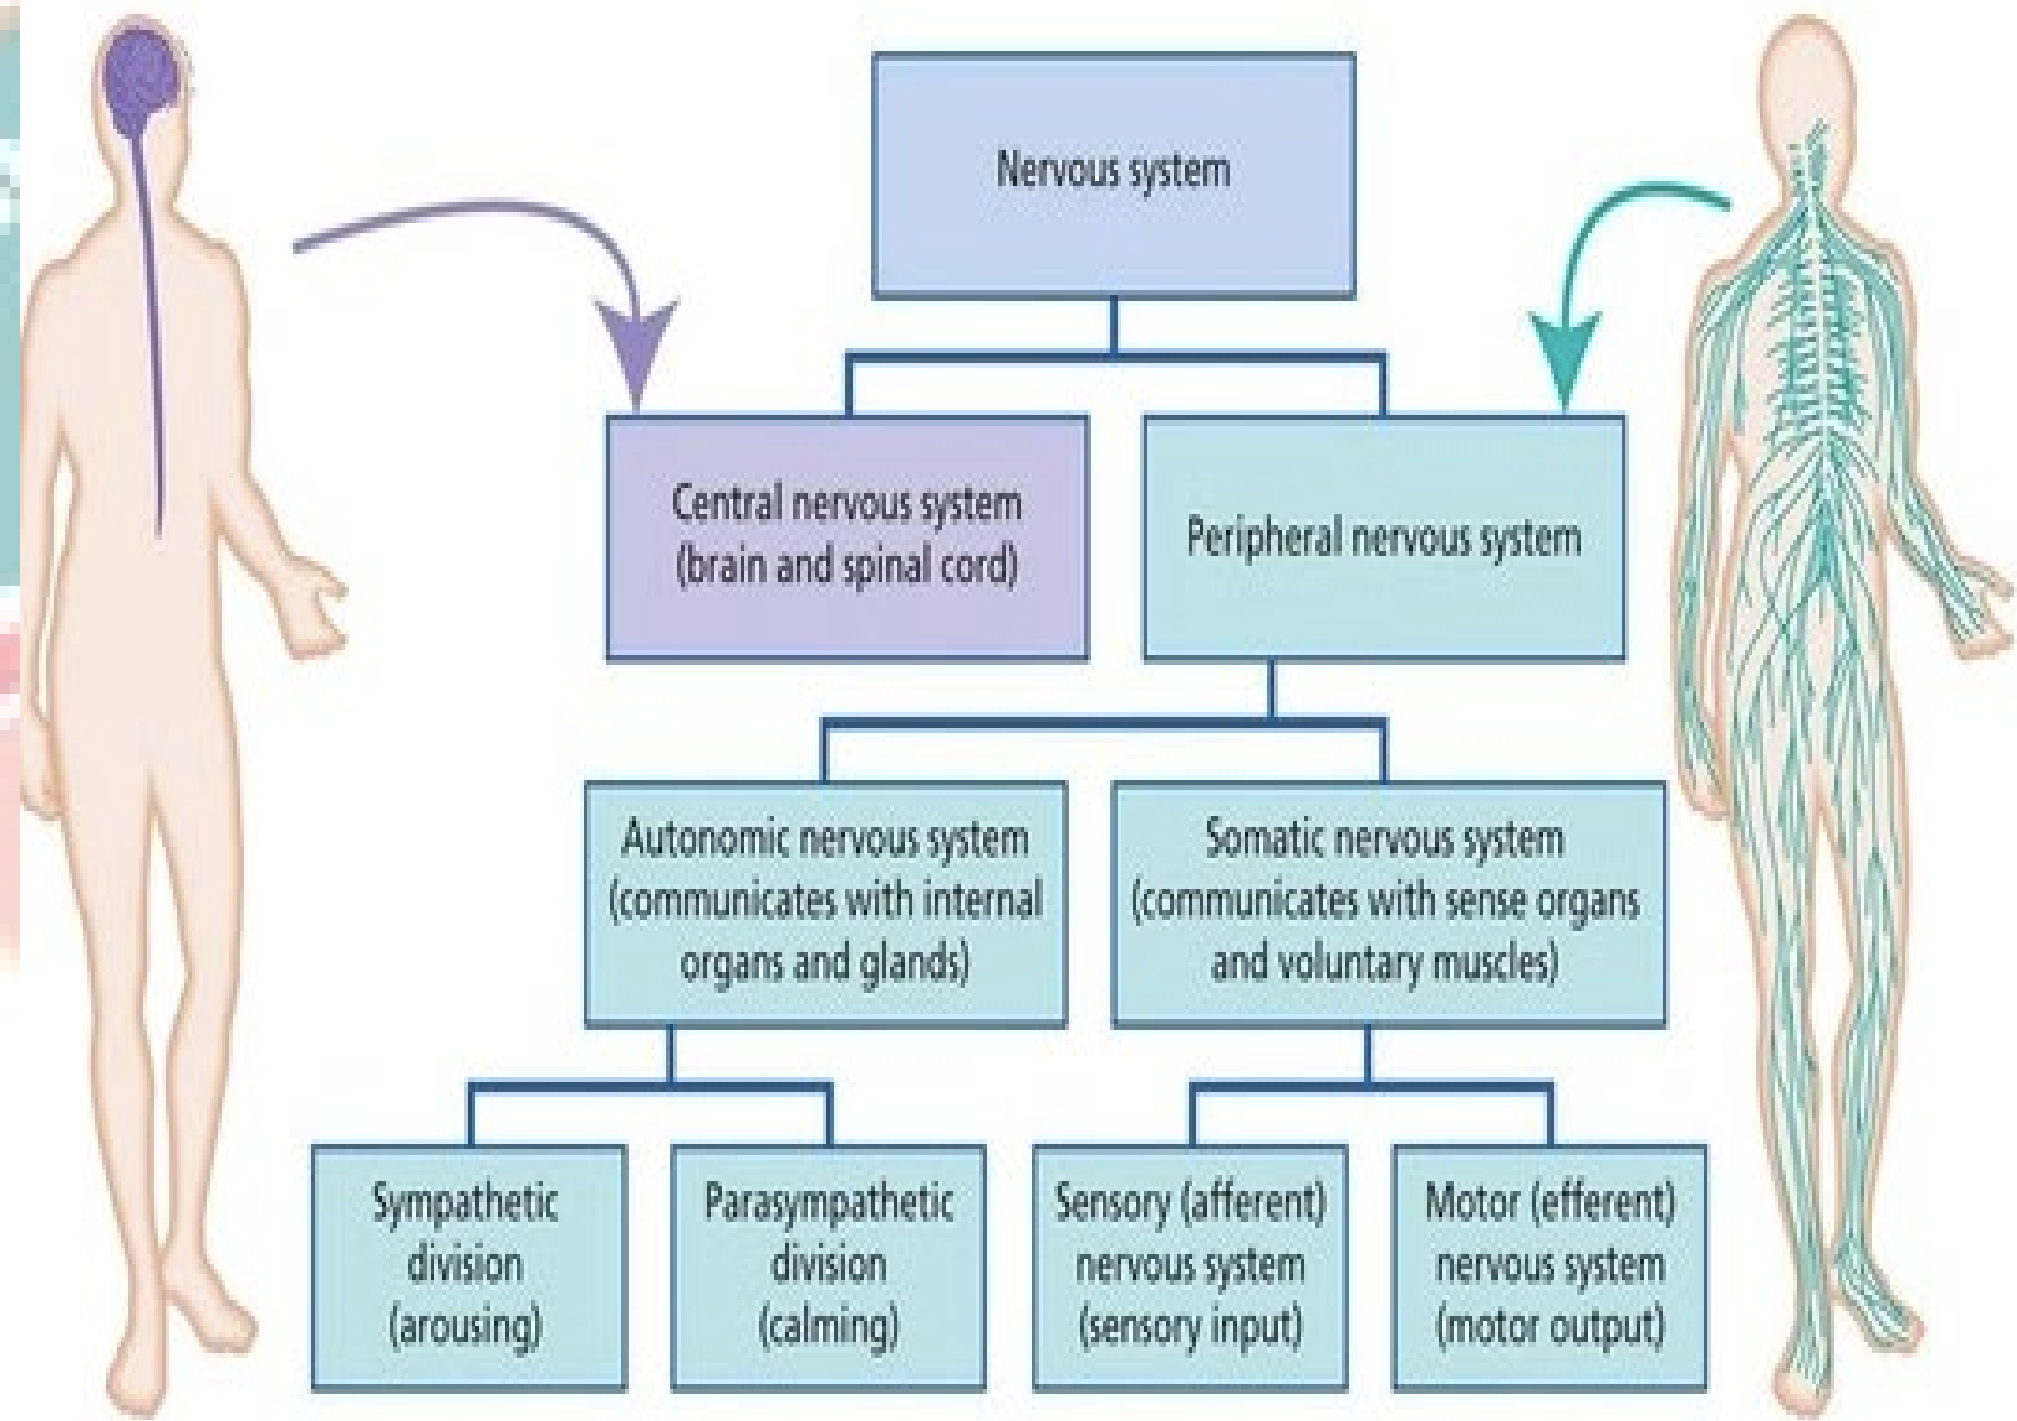 Nervous system
Central nervous system
(brain and spinal cord)
Peripheral nervous system
Autonomic nervous system
(communicates with internal
organs and glands)
Somatic nervous system
(communicates with sense organs
and voluntary muscles)
Sympathetic
division
(arousing)
Parasympathetic
division
(calming)
Sensory (afferent)
nervous system
(sensory input)
Motor (efferent)
nervous system
(motor output)